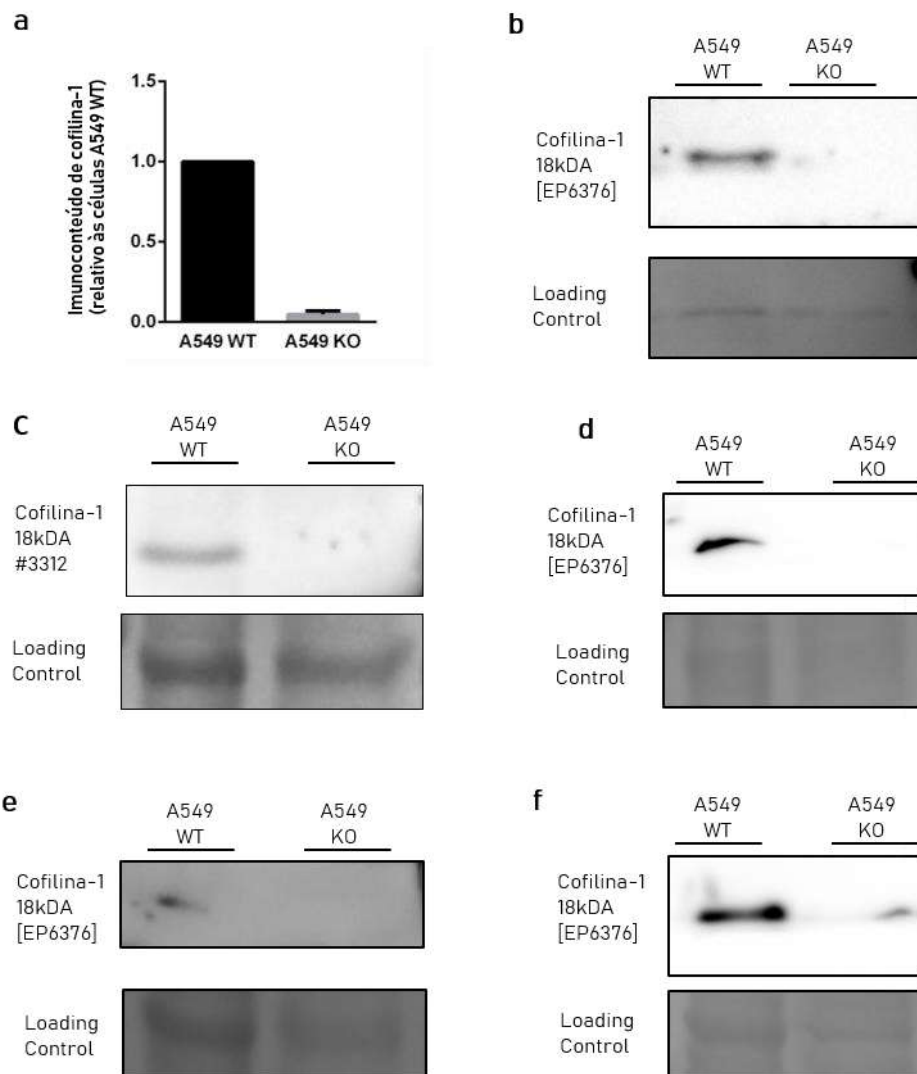 a
Imunoconteúdo de cofilina-1
(relativo às células A549 WT)
1.5
1.0
0.5
0.0
A549 WT
A549 KO
b
A549
WT
A549
KO
Cofilina-1
18kDA
[EP6376]
Loading
Control
c
A549
WT
A549
KO
Cofilina-1
18kDA
#3312
Loading
Control
d
A549
WT
A549
KO
Cofilina-1
18kDA
[EP6376]
Loading
Control
e
A549
WT
A549
KO
Cofilina-1
18kDA
[EP6376]
Loading
Control
f
A549
WT
A549
KO
Cofilina-1
18kDA
[EP6376]
Loading
Control